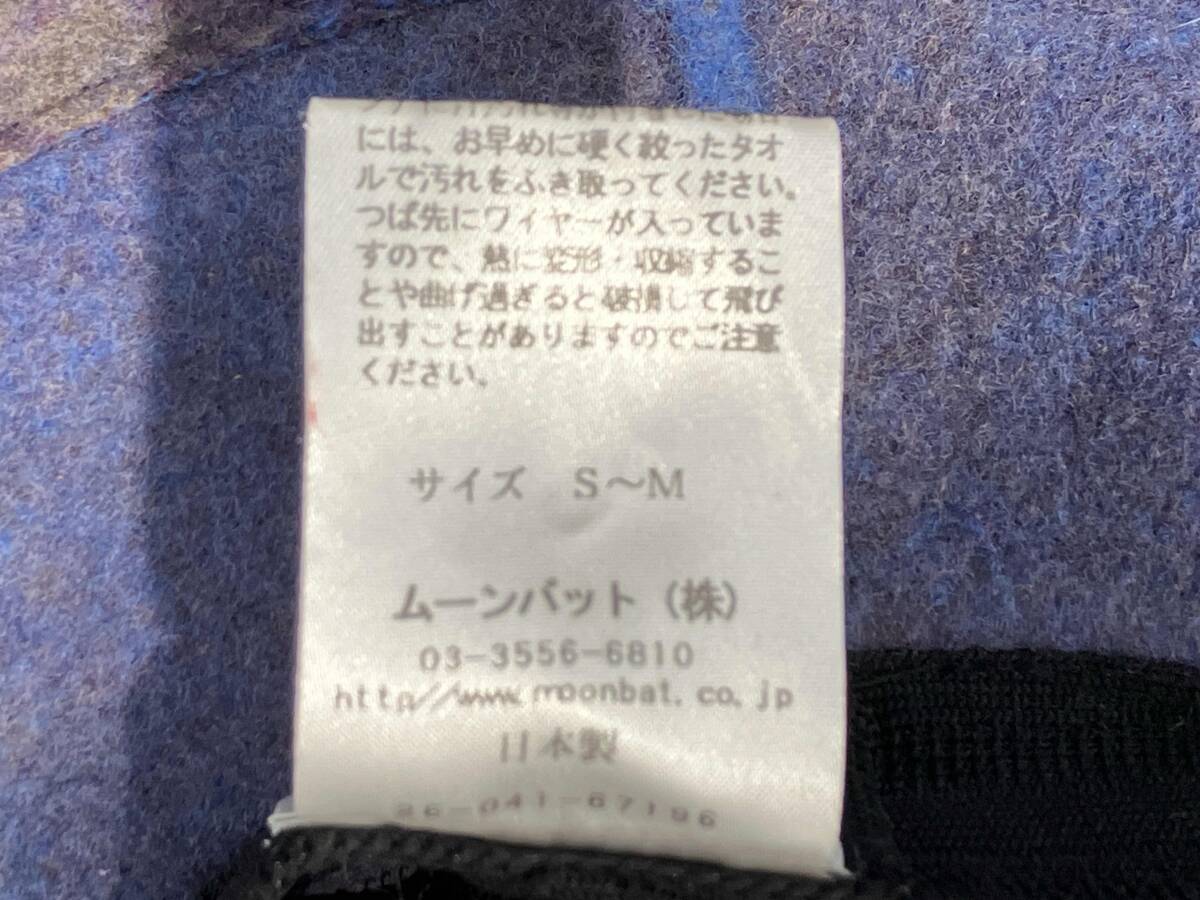 には、お早めに硬く絞ったタオ
ルで汚れをふき取ってください。
つば先にワイヤーが入っていま
すので、熱に変形・収縮するこ
とや曲げ過ぎると破損して飛び
出すことがありますのでご注意
ください。
サイズ S～M
ムーンバット（株）
03-3556-6810
http//www.moonbat.co.jp
日本製
26-041-67196